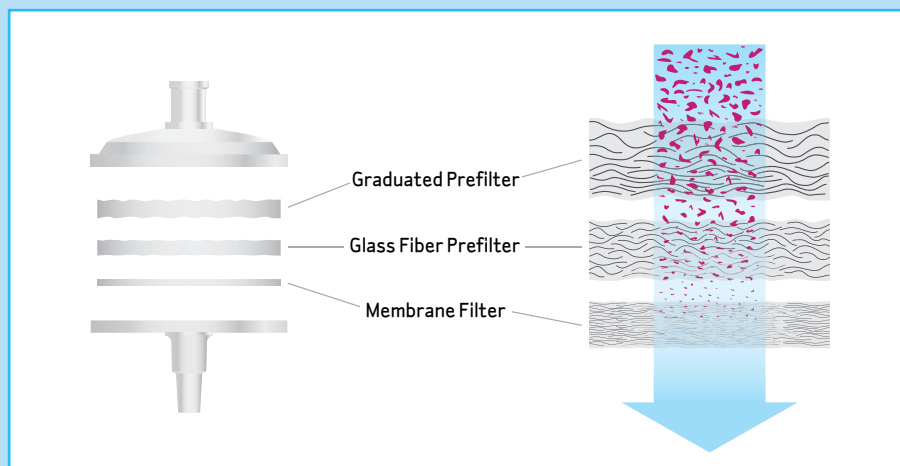 Graduated Prefilter
Glass Fiber Prefilter
Membrane Filter